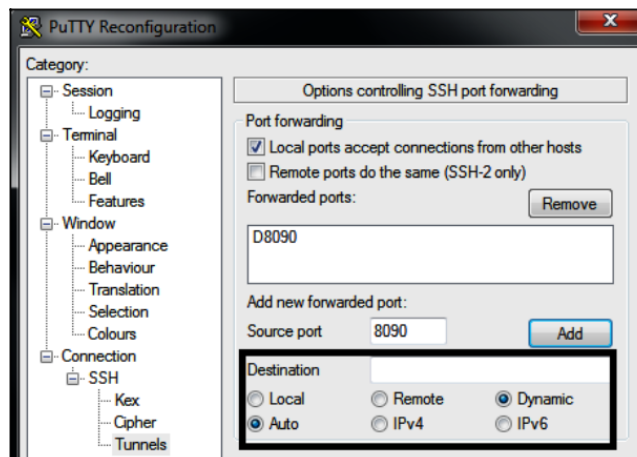 PuTTY Reconfiguration
Category:
Session
Logging
Terminal
Keyboard
Bell
Features
Window
Appearance
Behaviour
Translation
Selection
Colours
Connection
SSH
Kex
Cipher
Tunnels
Options controlling SSH port forwarding
Port forwarding
Local ports accept connections from other hosts
Remote ports do the same (SSH-2 only)
Forwarded ports:
Remove
D8090
Add new forwarded port:
Source port 8090 Add
Destination
Local Remote Dynamic
Auto IPv4 IPv6